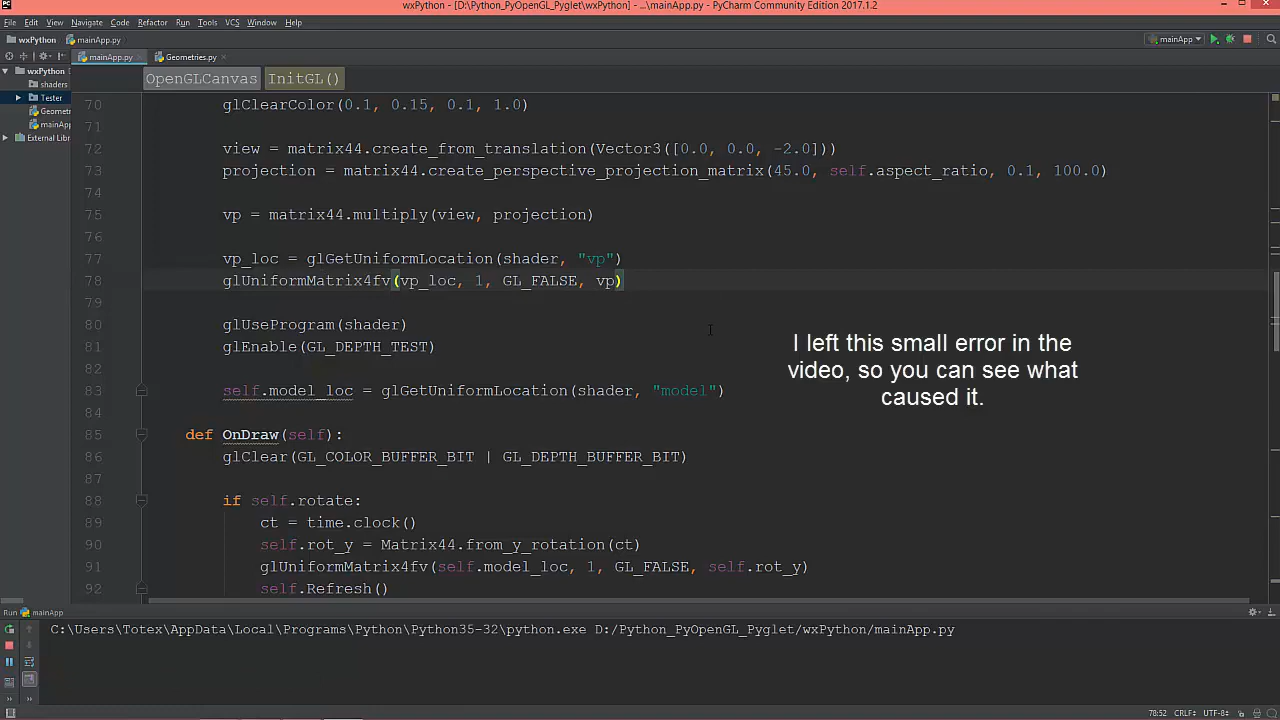 wxPython - [D:\Python_PyOpenGL_Pyglet\wxPython] - ...\mainApp.py - PyCharm Community Edition 2017.1.2
File Edit View Navigate Code Refactor Run Tools VCS Window Help
wxPython mainApp.py mainApp
mainApp.py Geometries.py
wxPython
shaders
Tester
Geometr
mainApp
External Libr
OpenGLCanvas InitGL()
70 glClearColor(0.1, 0.15, 0.1, 1.0)
71
72 view = matrix44.create_from_translation(Vector3([0.0, 0.0, -2.0]))
73 projection = matrix44.create_perspective_projection_matrix(45.0, self.aspect_ratio, 0.1, 100.0)
74
75 vp = matrix44.multiply(view, projection)
76
77 vp_loc = glGetUniformLocation(shader, "vp")
78 glUniformMatrix4fv(vp_loc, 1, GL_FALSE, vp)
79
80 glUseProgram(shader)
81 glEnable(GL_DEPTH_TEST)
82
83 self.model_loc = glGetUniformLocation(shader, "model")
84
85 def OnDraw(self):
86 glClear(GL_COLOR_BUFFER_BIT | GL_DEPTH_BUFFER_BIT)
87
88 if self.rotate:
89 ct = time.clock()
90 self.rot_y = Matrix44.from_y_rotation(ct)
91 glUniformMatrix4fv(self.model_loc, 1, GL_FALSE, self.rot_y)
92 self.Refresh()
I left this small error in the
video, so you can see what
caused it.
Run mainApp
C:\Users\Totex\AppData\Local\Programs\Python\Python35-32\python.exe D:/Python_PyOpenGL_Pyglet/wxPython/mainApp.py
78:52 CRLF÷ UTF-8÷